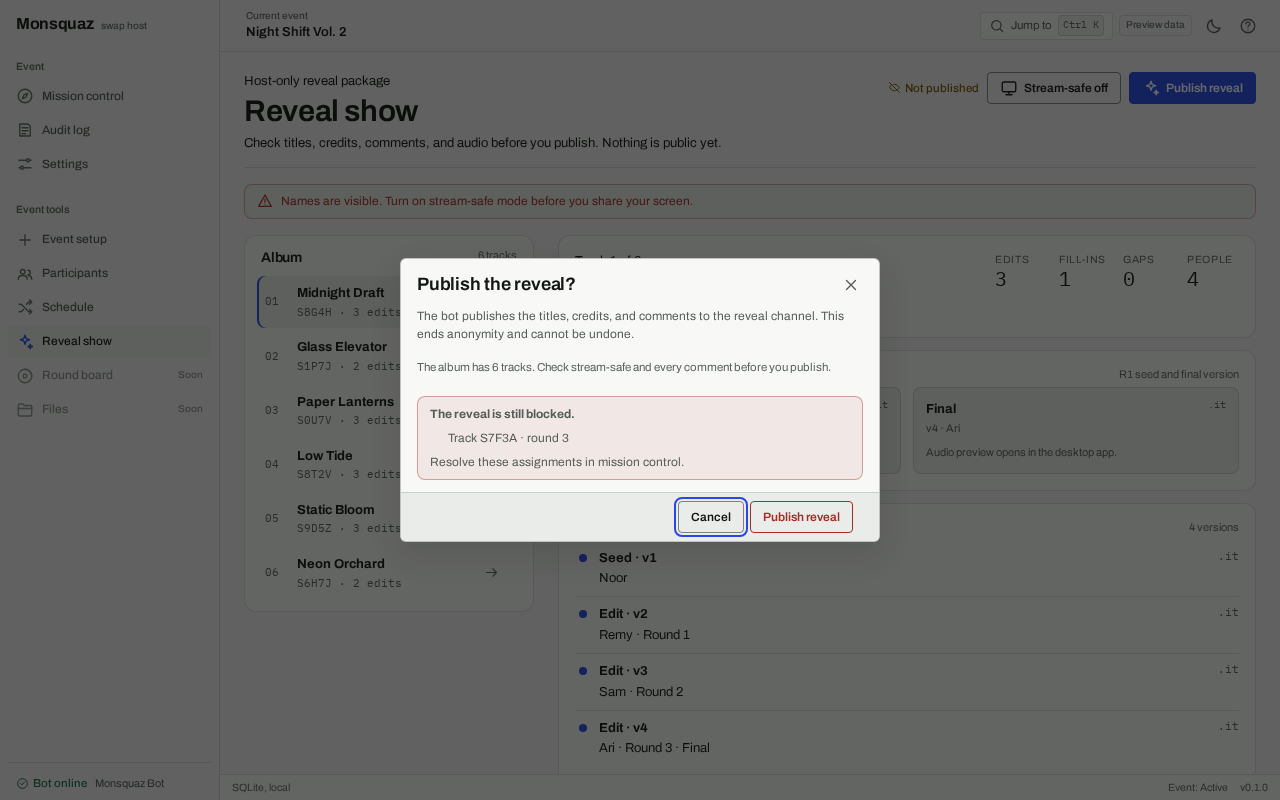 Monsquaz swap host
Event
Mission control
Audit log
Settings
Event tools
Event setup
Participants
Schedule
Reveal show
Round board Soon
Files Soon
Bot online Monsquaz Bot
Current event
Night Shift Vol. 2
Jump to Ctrl K
Preview data
Host-only reveal package
Reveal show
Check titles, credits, comments, and audio before you publish. Nothing is public yet.
Not published
Stream-safe off
Publish reveal
Names are visible. Turn on stream-safe mode before you share your screen.
Album 6 tracks
01 Midnight Draft
S8G4H · 3 edits
02 Glass Elevator
S1P7J · 2 edits
03 Paper Lanterns
S0U7V · 3 edits
04 Low Tide
S8T2V · 3 edits
05 Static Bloom
S9D5Z · 3 edits
06 Neon Orchard
S6H7J · 2 edits
EDITS FILL-INS GAPS PEOPLE
3 1 0 4
R1 seed and final version
Final .it
v4 · Ari
Audio preview opens in the desktop app.
4 versions
Seed · v1 .it
Noor
Edit · v2 .it
Remy · Round 1
Edit · v3 .it
Sam · Round 2
Edit · v4 .it
Ari · Round 3 · Final
Publish the reveal?
The bot publishes the titles, credits, and comments to the reveal channel. This
ends anonymity and cannot be undone.
The album has 6 tracks. Check stream-safe and every comment before you publish.
The reveal is still blocked.
Track S7F3A · round 3
Resolve these assignments in mission control.
Cancel
Publish reveal
SQLite, local
Event: Active v0.1.0